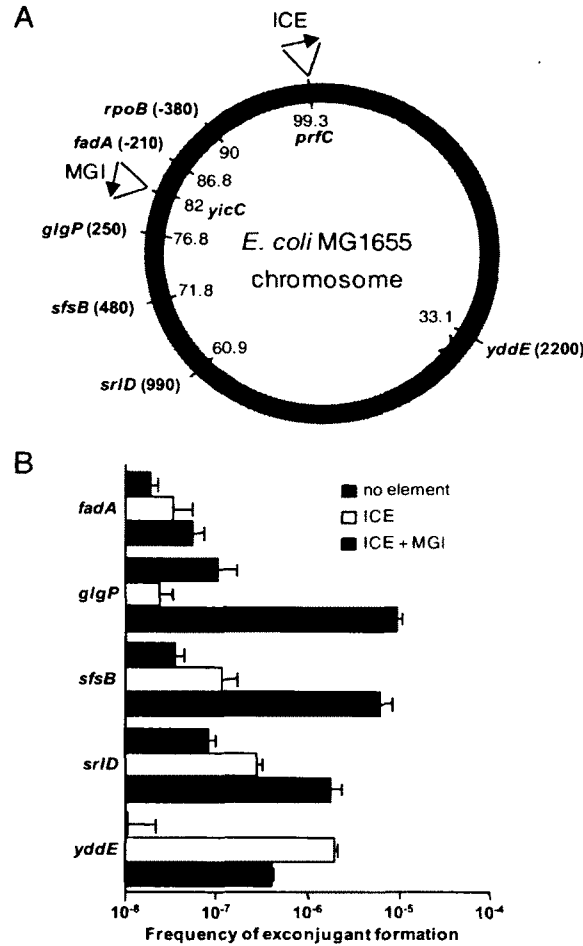 A
ICE
rpoB (-380)
99.3
prfC
fadA (-210)
90
MGI
86.8
82 yicC
glgP (250)
76.8
E. coli MG1655
chromosome
71.8
sfsB (480)
33.1
yddE (2200)
60.9
srlD (990)
B
no element
ICE
ICE + MGI
fadA
glgP
sfsB
srlD
yddE
10-8 10-7 10-6 10-5 10-4
Frequency of exconjugant formation